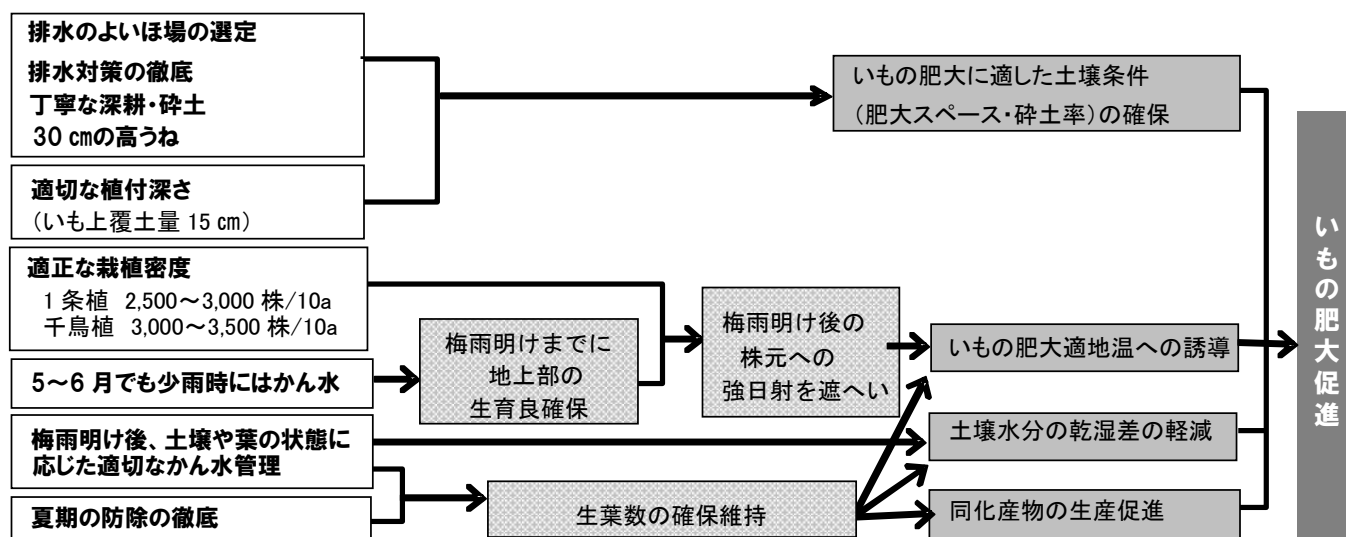 排水のよいほ場の選定
排水対策の徹底
丁寧な深耕・砕土
30 ㎝の高うね
適切な植付深さ
（いも上覆土量 15 ㎝）
適正な栽植密度
1 条植 2,500～3,000 株/10a
千鳥植 3,000～3,500 株/10a
5～6 月でも少雨時にはかん水
梅雨明け後、土壌や葉の状態に
応じた適切なかん水管理
夏期の防除の徹底
梅雨明けまでに
地上部の
生育良確保
梅雨明け後の
株元への
強日射を遮へい
生葉数の確保維持
いもの肥大に適した土壌条件
（肥大スペース・砕土率）の確保
いもの肥大適地温への誘導
土壌水分の乾湿差の軽減
同化産物の生産促進
いもの肥大促進